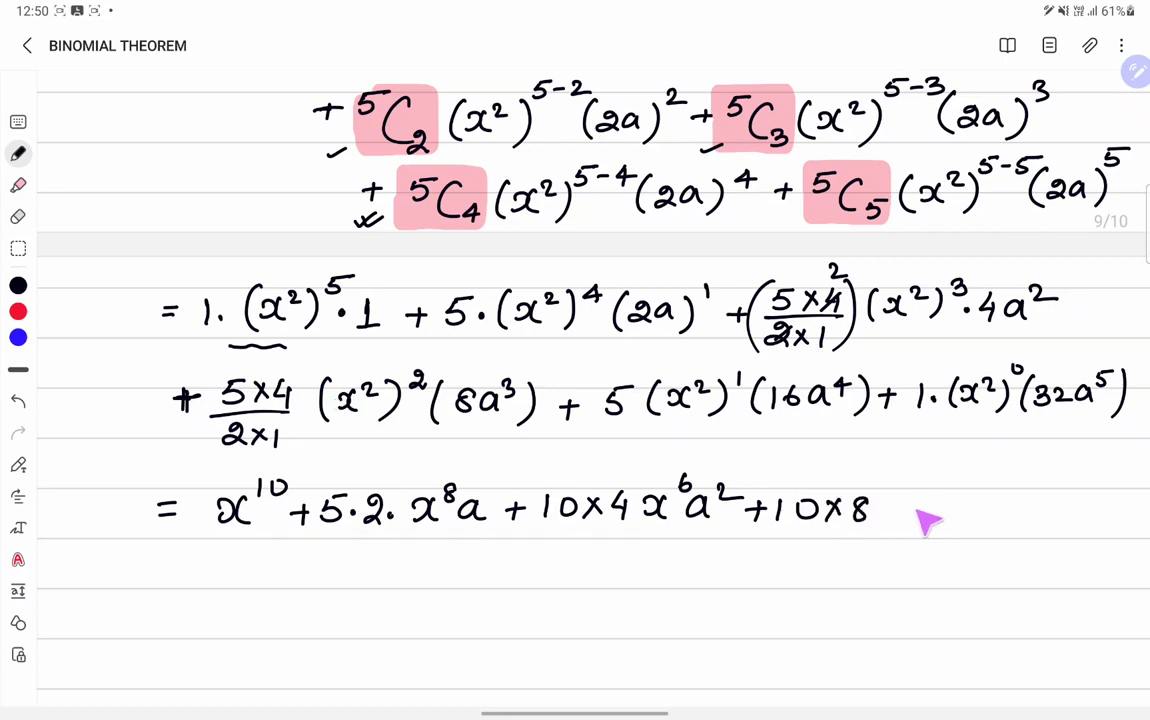 12:50 61%
BINOMIAL THEOREM
+ ⁵C₂ (x²)⁵⁻² (2a)² + ⁵C₃ (x²)⁵⁻³ (2a)³
+ ⁵C₄ (x²)⁵⁻⁴ (2a)⁴ + ⁵C₅ (x²)⁵⁻⁵ (2a)⁵
9/10
= 1. (x²)⁵ · 1 + 5 · (x²)⁴ (2a)¹ + (5 × 4² / 2 × 1) (x²)³ · 4a²
+ 5 × 4 / 2 × 1 (x²)² (8a³) + 5 (x²)¹ (16a⁴) + 1. (x²)⁰ (32a⁵)
= x¹⁰ + 5 · 2 · x⁸a + 10 × 4 x⁶a² + 10 × 8